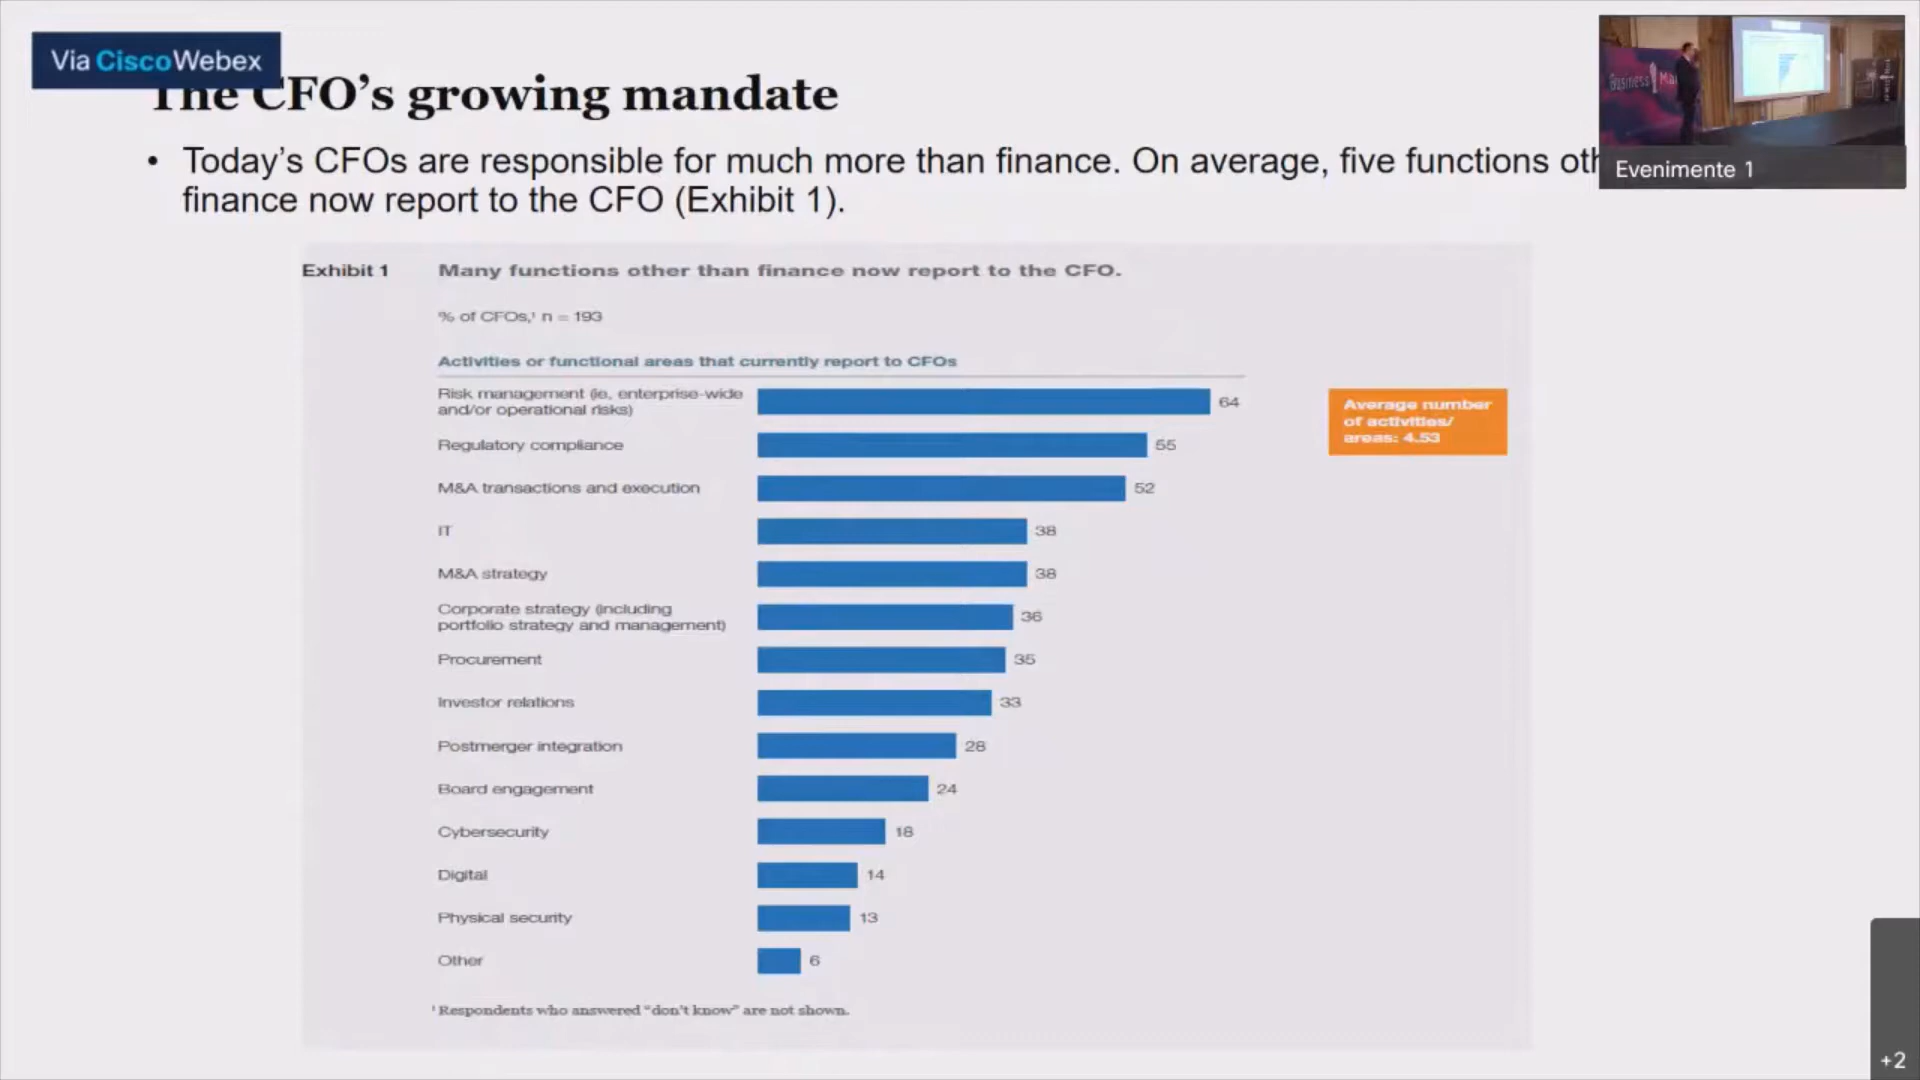 Via CiscoWebex
The CFO’s growing mandate
• Today’s CFOs are responsible for much more than finance. On average, five functions oth
finance now report to the CFO (Exhibit 1).
Evenimente 1
Exhibit 1
Many functions other than finance now report to the CFO.
% of CFOs,¹ n = 193
Activities or functional areas that currently report to CFOs
Risk management (ie, enterprise-wide
and/or operational risks)
64
Average number
of activities/
areas: 4.53
Regulatory compliance
55
M&A transactions and execution
52
IT
38
M&A strategy
38
Corporate strategy (including
portfolio strategy and management)
36
Procurement
35
Investor relations
33
Postmerger integration
28
Board engagement
24
Cybersecurity
18
Digital
14
Physical security
13
Other
6
¹ Respondents who answered “don’t know” are not shown.
+2